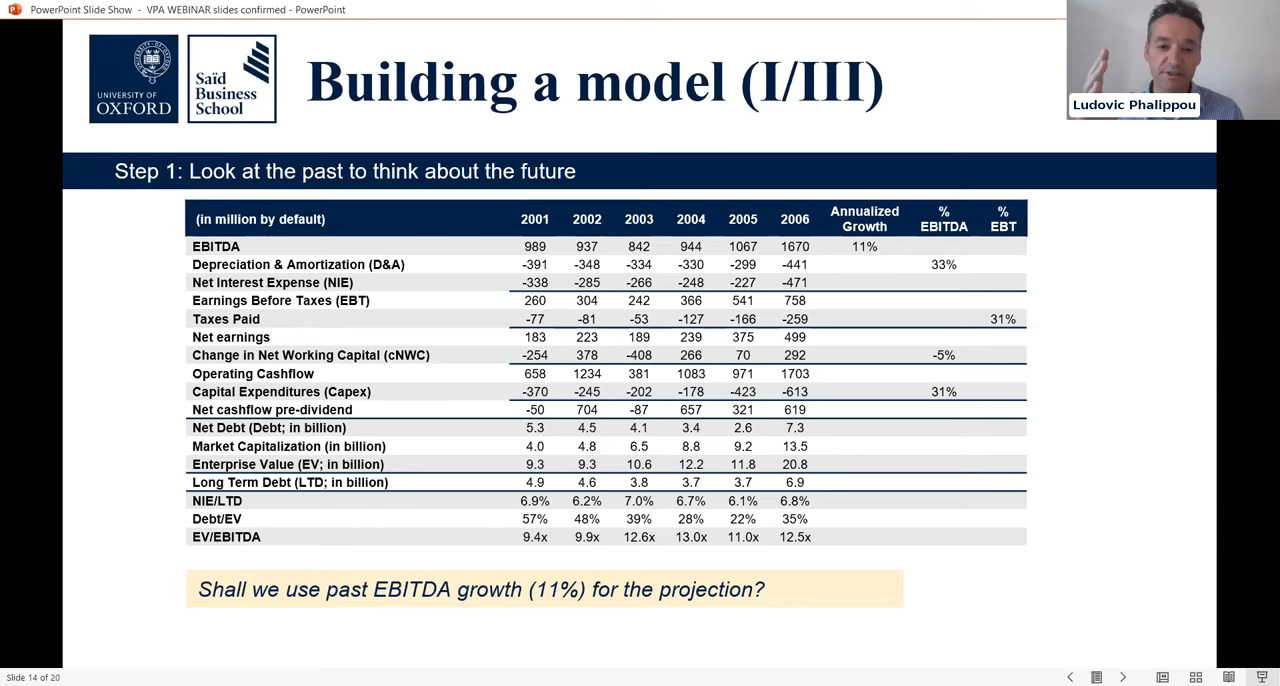 PowerPoint Slide Show - VPA WEBINAR slides confirmed - PowerPoint
UNIVERSITY OF
OXFORD
Saïd
Business
School
Building a model (I/III)
Ludovic Phalippou
Step 1: Look at the past to think about the future
(in million by default) 2001 2002 2003 2004 2005 2006 Annualized Growth % EBITDA % EBT
EBITDA 989 937 842 944 1067 1670 11%
Depreciation & Amortization (D&A) -391 -348 -334 -330 -299 -441 33%
Net Interest Expense (NIE) -338 -285 -266 -248 -227 -471
Earnings Before Taxes (EBT) 260 304 242 366 541 758
Taxes Paid -77 -81 -53 -127 -166 -259 31%
Net earnings 183 223 189 239 375 499
Change in Net Working Capital (cNWC) -254 378 -408 266 70 292 -5%
Operating Cashflow 658 1234 381 1083 971 1703
Capital Expenditures (Capex) -370 -245 -202 -178 -423 -613 31%
Net cashflow pre-dividend -50 704 -87 657 321 619
Net Debt (Debt; in billion) 5.3 4.5 4.1 3.4 2.6 7.3
Market Capitalization (in billion) 4.0 4.8 6.5 8.8 9.2 13.5
Enterprise Value (EV; in billion) 9.3 9.3 10.6 12.2 11.8 20.8
Long Term Debt (LTD; in billion) 4.9 4.6 3.8 3.7 3.7 6.9
NIE/LTD 6.9% 6.2% 7.0% 6.7% 6.1% 6.8%
Debt/EV 57% 48% 39% 28% 22% 35%
EV/EBITDA 9.4x 9.9x 12.6x 13.0x 11.0x 12.5x
Shall we use past EBITDA growth (11%) for the projection?
Slide 14 of 20